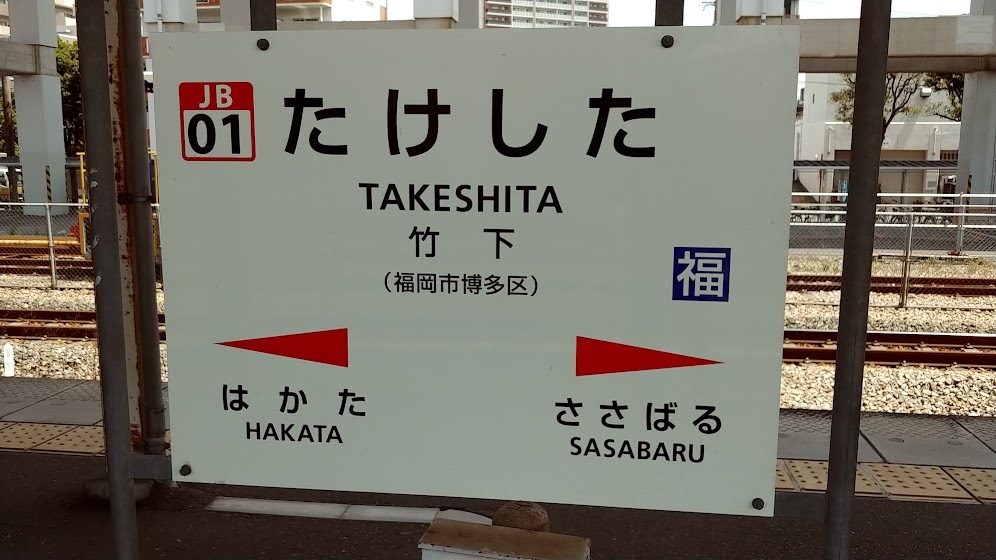 JB
01
たけした
TAKESHITA
竹下
(福岡市博多区)
福
はかた
HAKATA
ささばる
SASABARU